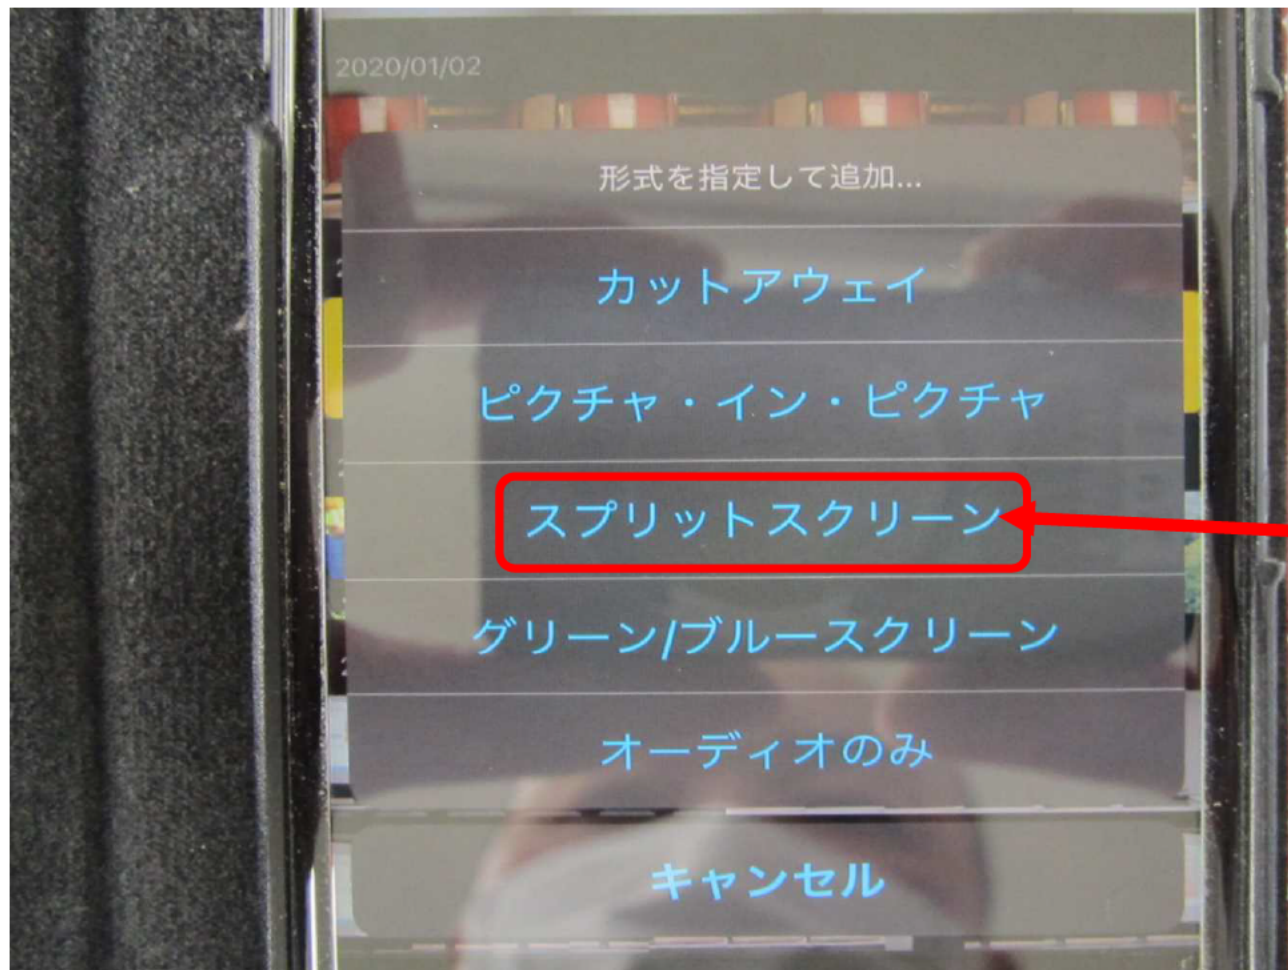 2020/01/02
形式を指定して追加...
カットアウェイ
ピクチャ・イン・ピクチャ
スプリットスクリーン
グリーン/ブルースクリーン
オーディオのみ
キャンセル